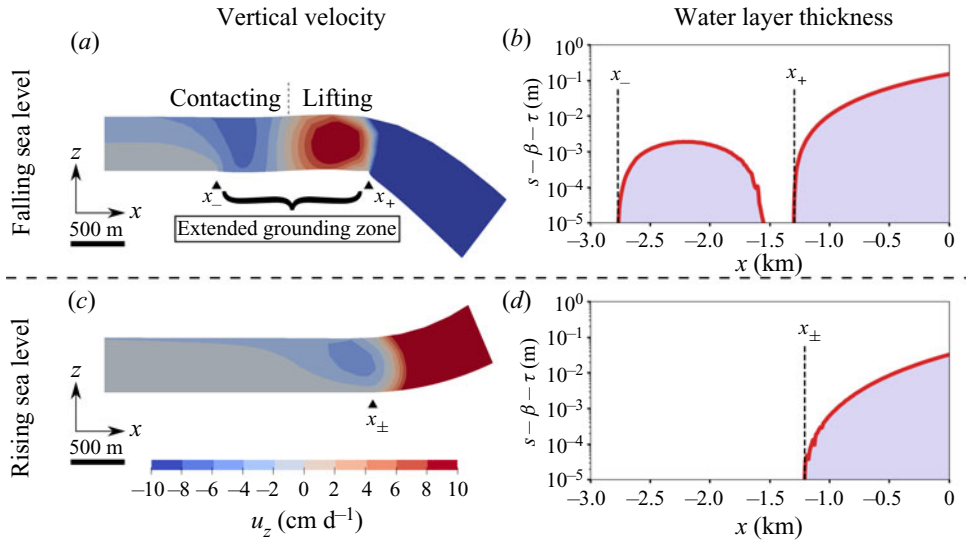 Vertical velocity
Water layer thickness
Falling sea level
(a)
Contacting
Lifting
x−
x+
Extended grounding zone
z
x
500 m
(b)
s – β – τ (m)
10^0
10^−1
10^−2
10^−3
10^−4
10^−5
x−
x+
−3.0 −2.5 −2.0 −1.5 −1.0 −0.5 0
x (km)
Rising sea level
(c)
z
x
500 m
x±
−10 −8 −6 −4 −2 0 2 4 6 8 10
u_z (cm d^−1)
(d)
s – β – τ (m)
10^0
10^−1
10^−2
10^−3
10^−4
10^−5
x±
−3.0 −2.5 −2.0 −1.5 −1.0 −0.5 0
x (km)